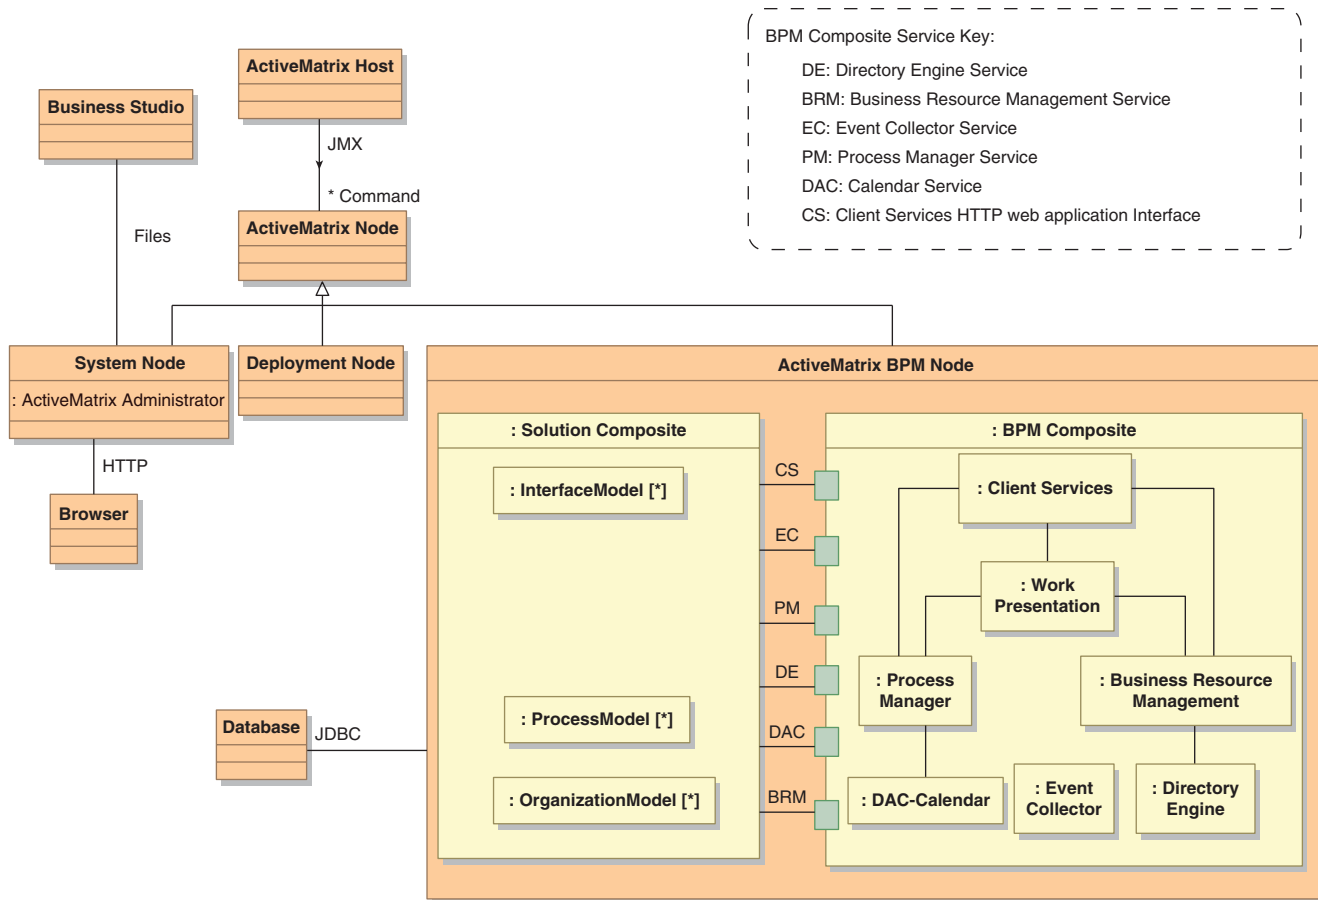 BPM Composite Service Key:
DE: Directory Engine Service
BRM: Business Resource Management Service
EC: Event Collector Service
PM: Process Manager Service
DAC: Calendar Service
CS: Client Services HTTP web application Interface
ActiveMatrix Host
Business Studio
JMX
* Command
ActiveMatrix Node
Files
System Node
: ActiveMatrix Administrator
Deployment Node
HTTP
Browser
Database
JDBC
ActiveMatrix BPM Node
: Solution Composite
: InterfaceModel [*]
: ProcessModel [*]
: OrganizationModel [*]
CS
EC
PM
DE
DAC
BRM
: BPM Composite
: Client Services
: Work
Presentation
: Process
Manager
: Business Resource
Management
: DAC-Calendar
: Event
Collector
: Directory
Engine